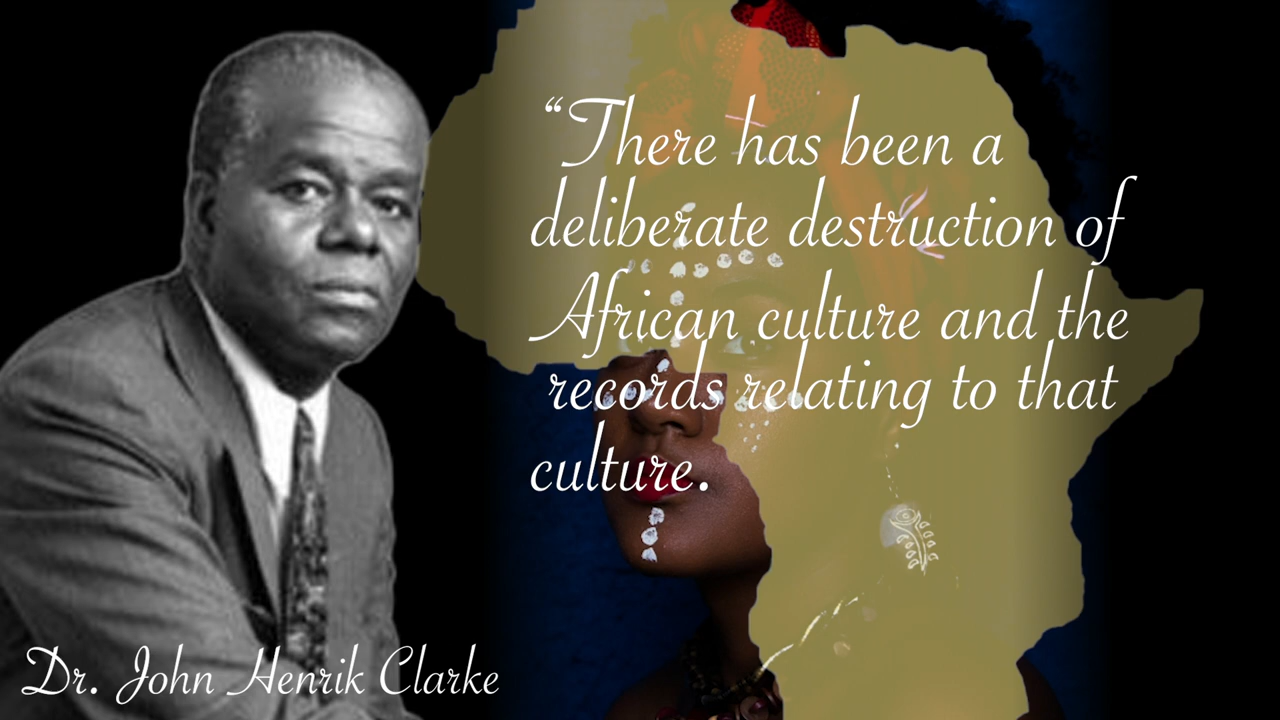 “There has been a
deliberate destruction of
African culture and the
records relating to that
culture.
Dr. John Henrik Clarke